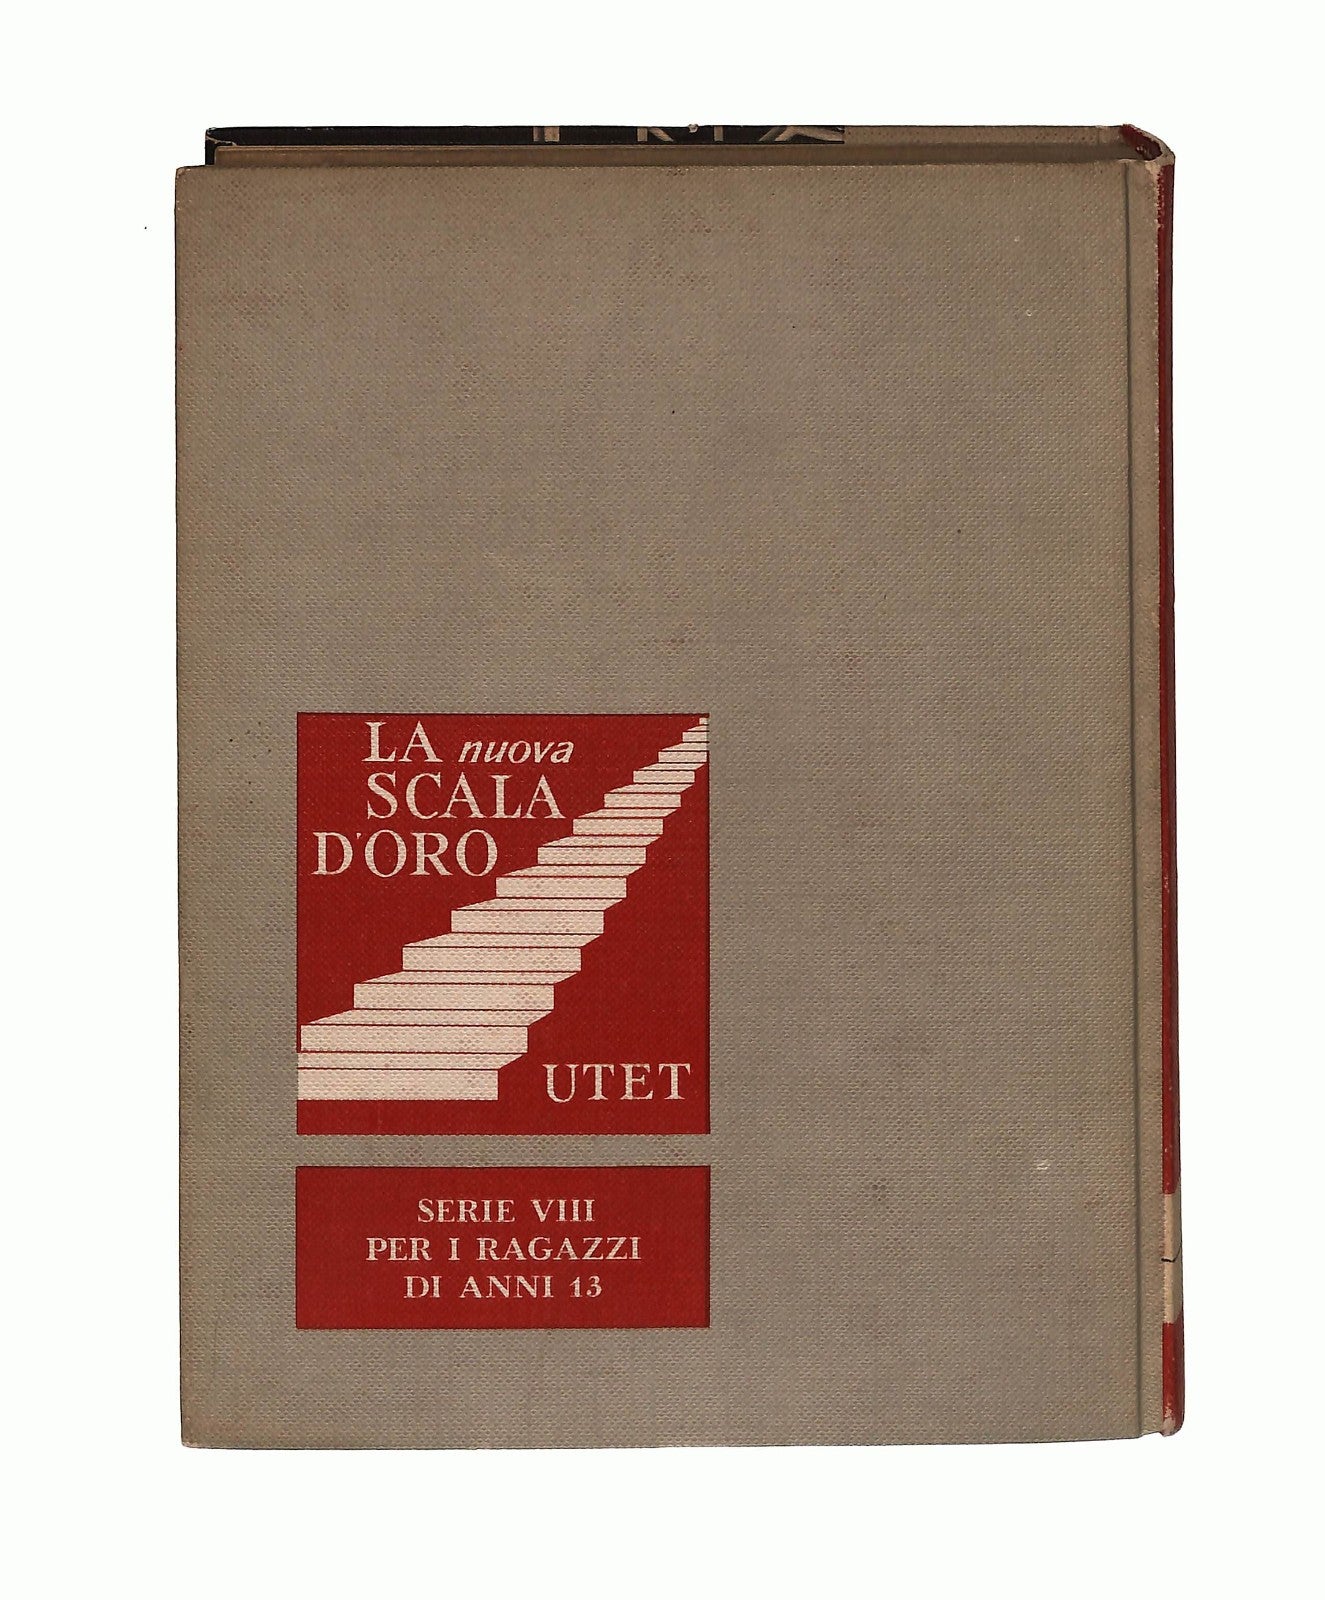 LA nuova
SCALA
D'ORO
UTET
SERIE VIII
PER I RAGAZZI
DI ANNI 13